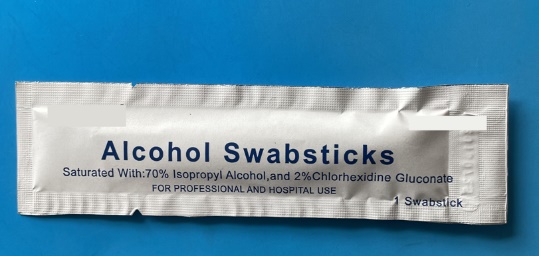 Alcohol Swabsticks
Saturated With:70% Isopropyl Alcohol,and 2%Chlorhexidine Gluconate
FOR PROFESSIONAL AND HOSPITAL USE
1 Swabstick